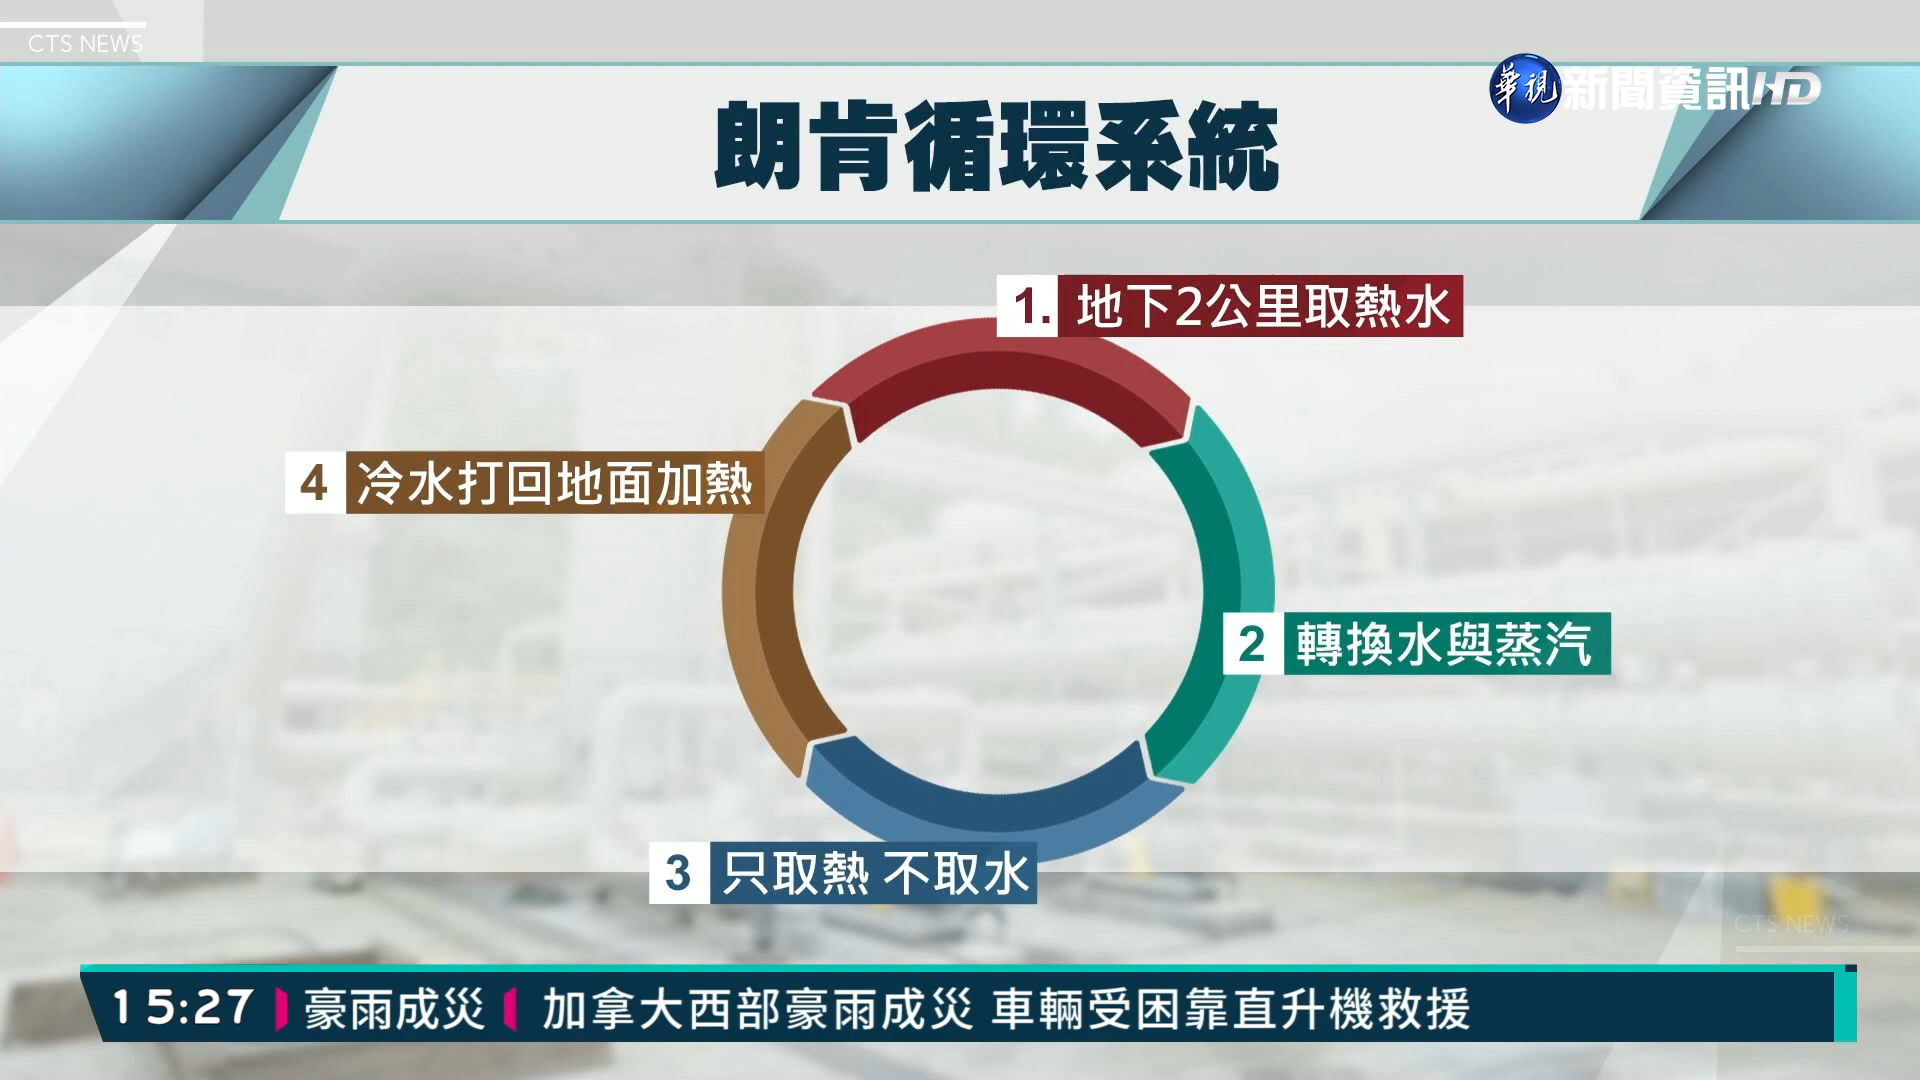 CTS NEWS
華視 新聞資訊HD
朗肯循環系統
1. 地下2公里取熱水
4 冷水打回地面加熱
2 轉換水與蒸汽
3 只取熱 不取水
CTS NEWS
15:27 豪雨成災 加拿大西部豪雨成災 車輛受困靠直升機救援